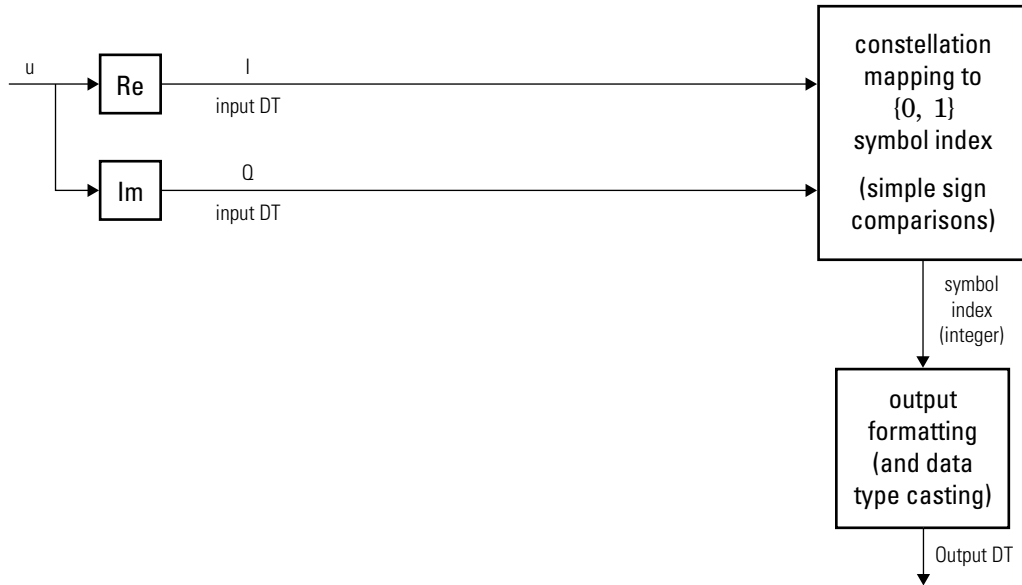 u
Re
I
input DT
Im
Q
input DT
constellation
mapping to
{0, 1}
symbol index
(simple sign
comparisons)
symbol
index
(integer)
output
formatting
(and data
type casting)
Output DT